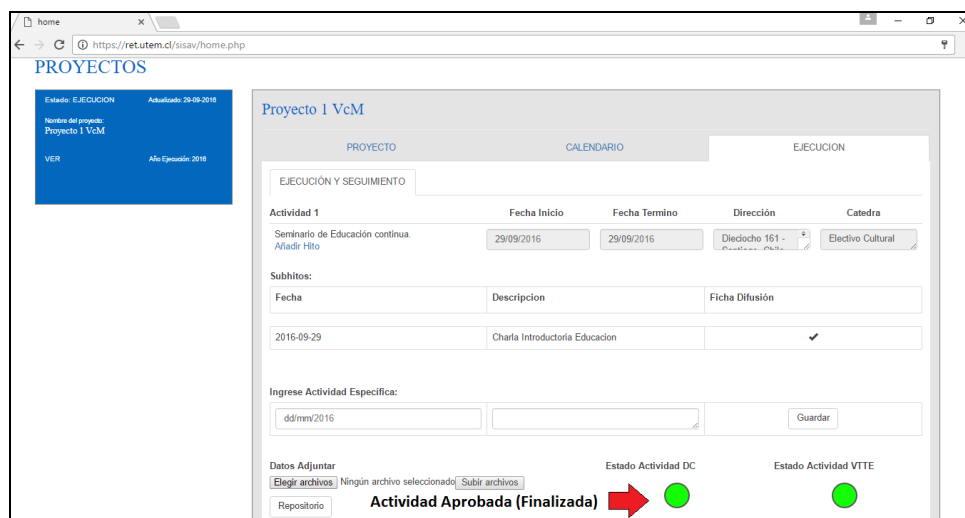 home
https://ret.utem.cl/sisav/home.php
PROYECTOS
Estado: EJECUCION Actualizado: 29-09-2016
Nombre del proyecto:
Proyecto 1 VcM
VER Año Ejecución: 2016
Proyecto 1 VcM
PROYECTO CALENDARIO EJECUCION
EJECUCIÓN Y SEGUIMIENTO
Actividad 1 Fecha Inicio Fecha Termino Dirección Catedra
Seminario de Educación continua.
Añadir Hito
29/09/2016 29/09/2016 Dieciocho 161 - Electivo Cultural
Santiago, Chile
Subhitos:
Fecha Descripcion Ficha Difusión
2016-09-29 Charla Introductoria Educacion
Ingrese Actividad Específica:
dd/mm/2016 Guardar
Datos Adjuntar Estado Actividad DC Estado Actividad VTTE
Elegir archivos Ningún archivo seleccionado Subir archivos
Repositorio Actividad Aprobada (Finalizada)